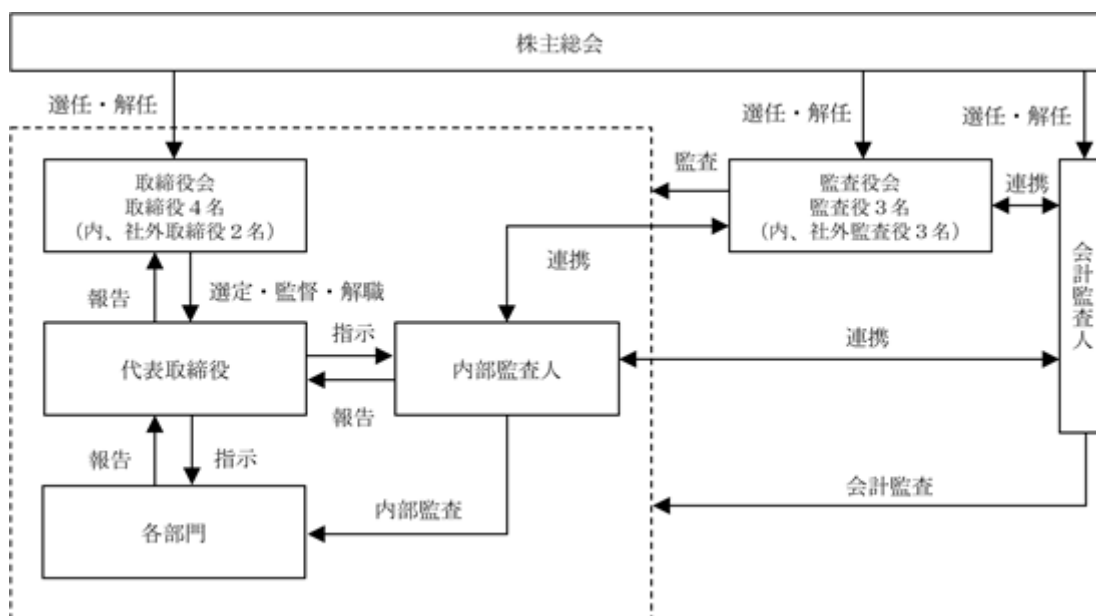 株主総会
選任・解任
選任・解任
選任・解任
取締役会
取締役4名
（内、社外取締役2名）
監査
監査役会
監査役3名
（内、社外監査役3名）
連携
連携
会計監査人
報告
選定・監督・解職
代表取締役
指示
報告
内部監査人
連携
報告
指示
内部監査
会計監査
各部門